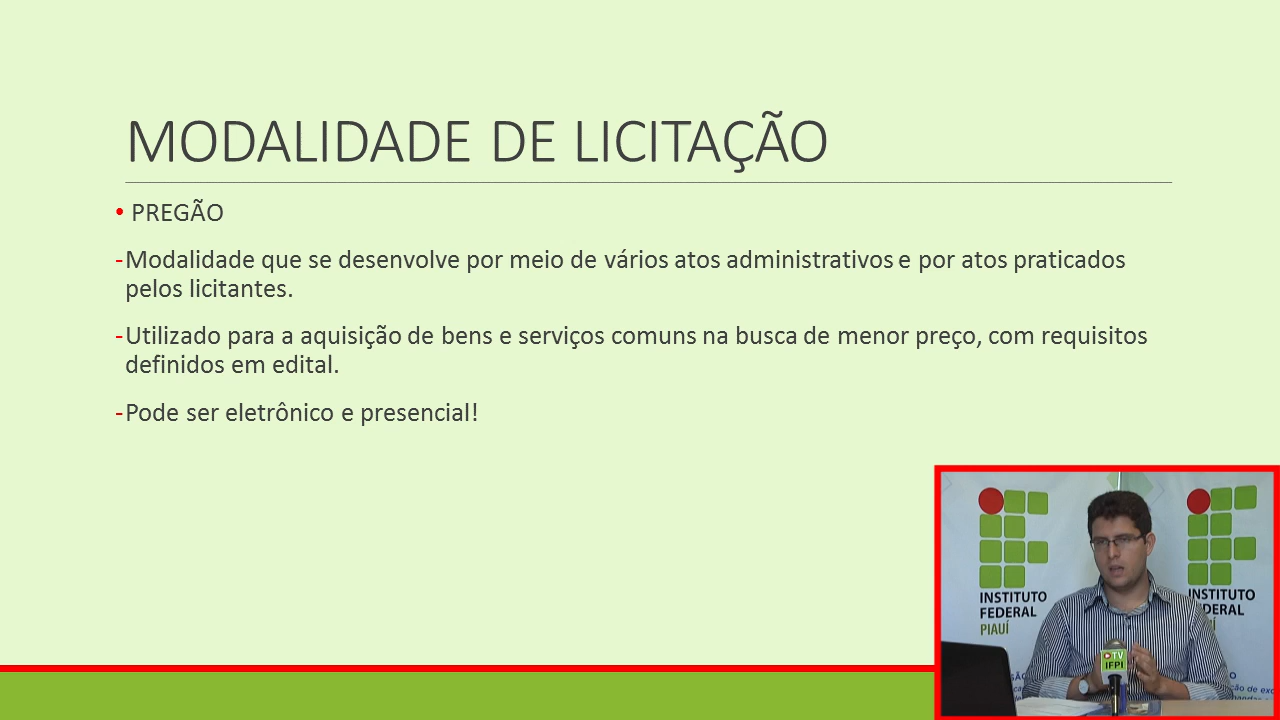 MODALIDADE DE LICITAÇÃO
• PREGÃO
-Modalidade que se desenvolve por meio de vários atos administrativos e por atos praticados
pelos licitantes.
-Utilizado para a aquisição de bens e serviços comuns na busca de menor preço, com requisitos
definidos em edital.
-Pode ser eletrônico e presencial!
INSTITUTO
FEDERAL
PIAUÍ
INSTITUTO
FEDERAL
TV
IFPI